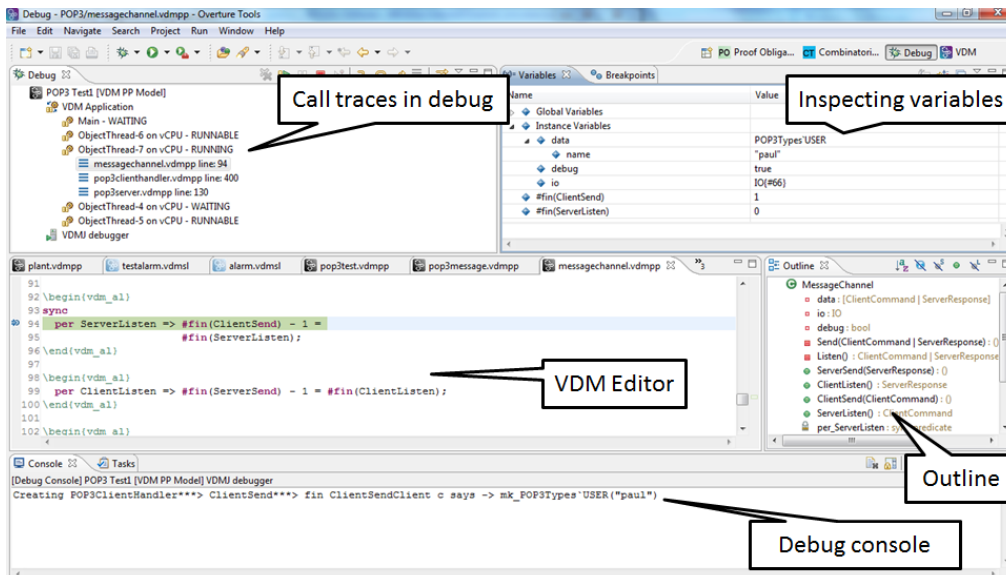 Debug - POP3/messagechannel.vdmpp - Overture Tools
File Edit Navigate Search Project Run Window Help
PO Proof Obliga... CT Combinatori... Debug VDM
Debug
POP3 Test1 [VDM PP Model]
VDM Application
Main - WAITING
ObjectThread-6 on vCPU - RUNNABLE
ObjectThread-7 on vCPU - RUNNING
messagechannel.vdmpp line: 94
pop3clienthandler.vdmpp line: 400
pop3server.vdmpp line: 130
ObjectThread-4 on vCPU - WAITING
ObjectThread-5 on vCPU - RUNNABLE
VDMJ debugger
Call traces in debug
(x)= Variables Breakpoints
Name Value
Global Variables
Instance Variables
data POP3Types`USER
name "paul"
debug true
io IO{#66}
#fin(ClientSend) 1
#fin(ServerListen) 0
Inspecting variables
plant.vdmpp testalarm.vdmsl alarm.vdmsl pop3test.vdmpp pop3message.vdmpp messagechannel.vdmpp »3
91
92 \begin{vdm_al}
93 sync
94 per ServerListen => #fin(ClientSend) - 1 =
95 #fin(ServerListen);
96 \end{vdm_al}
97
98 \begin{vdm_al}
99 per ClientListen => #fin(ServerSend) - 1 = #fin(ClientListen);
100 \end{vdm_al}
101
102 \begin{vdm_al}
VDM Editor
Outline
MessageChannel
data : [ClientCommand | ServerResponse]
io : IO
debug : bool
Send(ClientCommand | ServerResponse) : ()
Listen() : ClientCommand | ServerResponse
ServerSend(ServerResponse) : ()
ClientListen() : ServerResponse
ClientSend(ClientCommand) : ()
ServerListen() : ClientCommand
per_ServerListen : sync predicate
Outline
Console Tasks
[Debug Console] POP3 Test1 [VDM PP Model] VDMJ debugger
Creating POP3ClientHandler***> ClientSend***> fin ClientSendClient c says -> mk_POP3Types`USER("paul")
Debug console